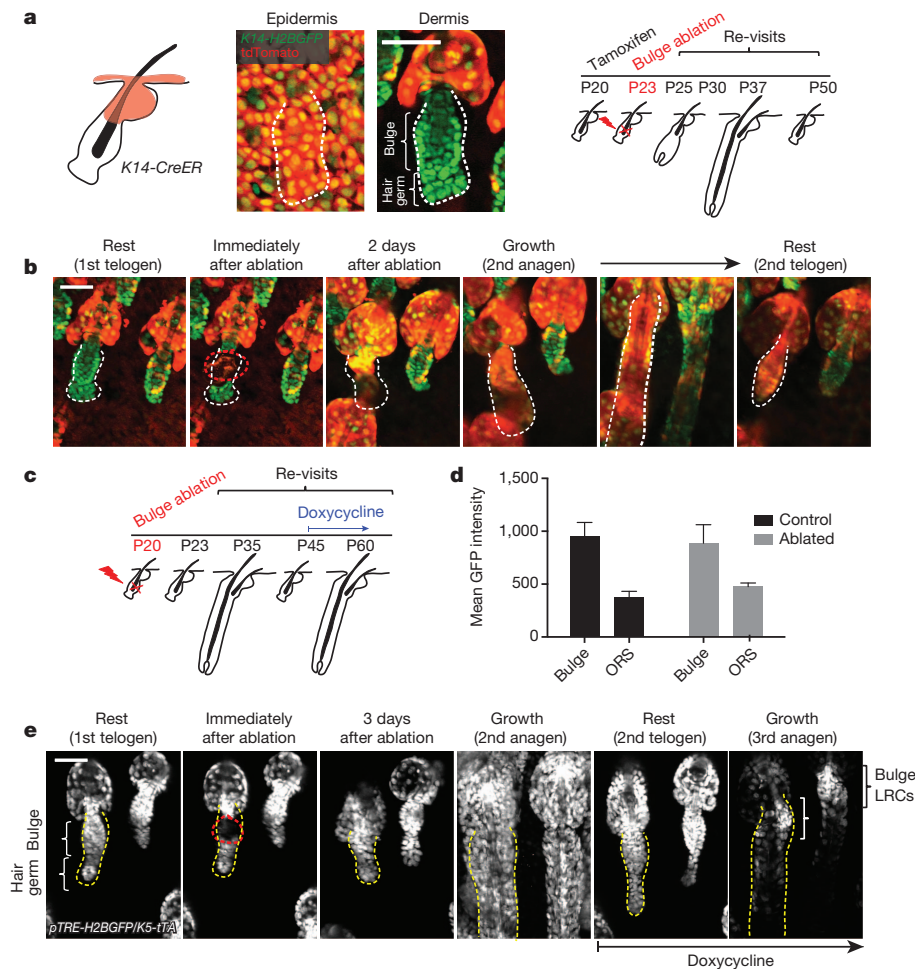 a
Epidermis
Dermis
K14-H2BGFP
tdTomato
K14-CreER
Bulge
Hair germ
Tamoxifen
Bulge ablation
Re-visits
P20 P23 P25 P30 P37 P50
b
Rest (1st telogen)
Immediately after ablation
2 days after ablation
Growth (2nd anagen)
Rest (2nd telogen)
c
Bulge ablation
Re-visits
Doxycycline
P20 P23 P35 P45 P60
d
Mean GFP intensity
1,500
1,000
500
0
Bulge ORS Bulge ORS
Control
Ablated
e
Rest (1st telogen)
Immediately after ablation
3 days after ablation
Growth (2nd anagen)
Rest (2nd telogen)
Growth (3rd anagen)
Bulge
Hair germ
Bulge LRCs
pTRE-H2BGFP/K5-tTA
Doxycycline